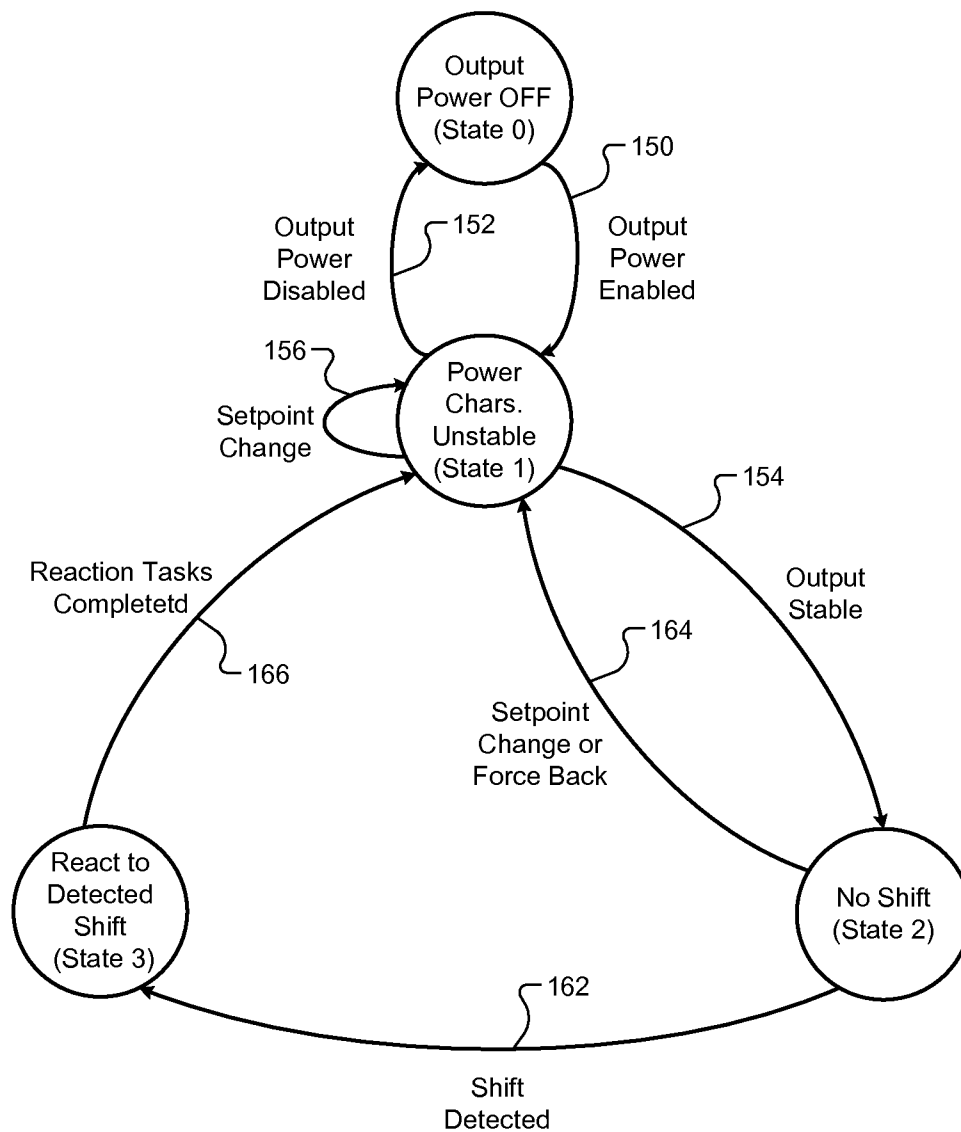 Output
Power OFF
(State 0)
150
152
Output
Power
Disabled
Output
Power
Enabled
156
Setpoint
Change
Power
Chars.
Unstable
(State 1)
154
Reaction Tasks
Completetd
166
164
Output
Stable
Setpoint
Change or
Force Back
React to
Detected
Shift
(State 3)
No Shift
(State 2)
162
Shift
Detected